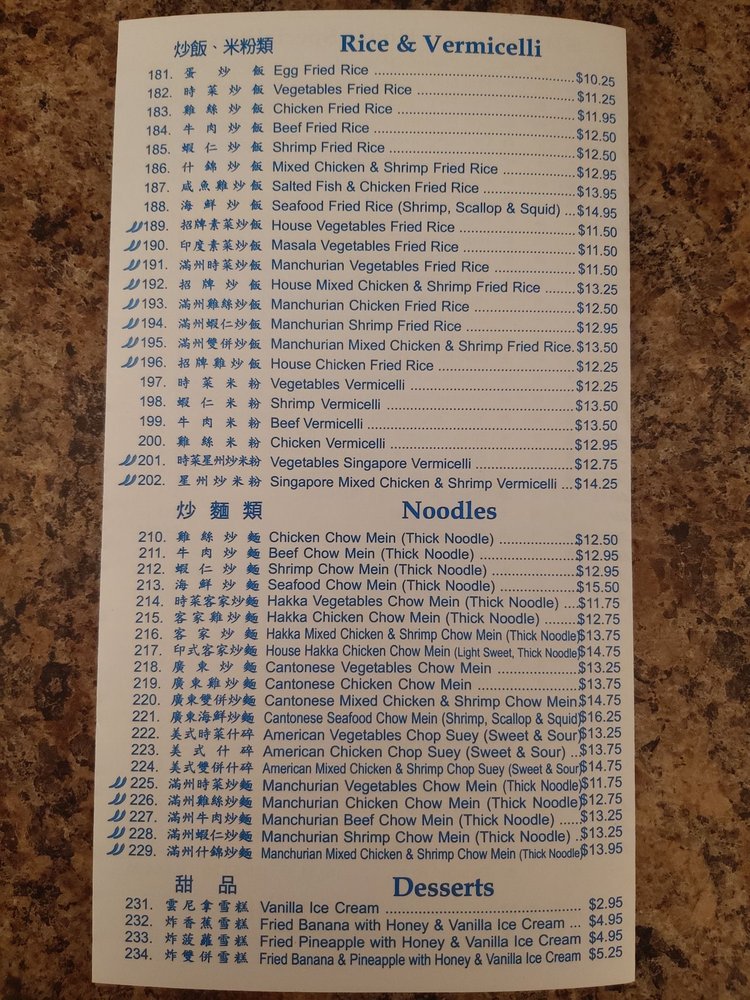 炒飯、米粉類 Rice & Vermicelli
181. 蛋炒飯 Egg Fried Rice $10.25
182. 時菜炒飯 Vegetables Fried Rice $11.25
183. 雞絲炒飯 Chicken Fried Rice $11.95
184. 牛肉炒飯 Beef Fried Rice $12.50
185. 蝦仁炒飯 Shrimp Fried Rice $12.50
186. 什錦炒飯 Mixed Chicken & Shrimp Fried Rice $12.95
187. 咸魚雞炒飯 Salted Fish & Chicken Fried Rice $13.95
188. 海鮮炒飯 Seafood Fried Rice (Shrimp, Scallop & Squid) $14.95
189. 招牌素菜炒飯 House Vegetables Fried Rice $11.50
190. 印度素菜炒飯 Masala Vegetables Fried Rice $11.50
191. 滿州時菜炒飯 Manchurian Vegetables Fried Rice $11.50
192. 招牌炒飯 House Mixed Chicken & Shrimp Fried Rice $13.25
193. 滿州雞絲炒飯 Manchurian Chicken Fried Rice $12.50
194. 滿州蝦仁炒飯 Manchurian Shrimp Fried Rice $12.95
195. 滿州雙併炒飯 Manchurian Mixed Chicken & Shrimp Fried Rice. $13.50
196. 招牌雞炒飯 House Chicken Fried Rice $12.25
197. 時菜米粉 Vegetables Vermicelli $12.25
198. 蝦仁米粉 Shrimp Vermicelli $13.50
199. 牛肉米粉 Beef Vermicelli $13.50
200. 雞絲米粉 Chicken Vermicelli $12.95
201. 時菜星州炒米粉 Vegetables Singapore Vermicelli $12.75
202. 星州炒米粉 Singapore Mixed Chicken & Shrimp Vermicelli $14.25
炒麵類 Noodles
210. 雞絲炒麵 Chicken Chow Mein (Thick Noodle) $12.50
211. 牛肉炒麵 Beef Chow Mein (Thick Noodle) $12.95
212. 蝦仁炒麵 Shrimp Chow Mein (Thick Noodle) $12.95
213. 海鮮炒麵 Seafood Chow Mein (Thick Noodle) $15.50
214. 時菜客家炒麵 Hakka Vegetables Chow Mein (Thick Noodle) $11.75
215. 客家雞炒麵 Hakka Chicken Chow Mein (Thick Noodle) $12.75
216. 客家炒麵 Hakka Mixed Chicken & Shrimp Chow Mein (Thick Noodle) $13.75
217. 印式客家炒麵 House Hakka Chicken Chow Mein (Light Sweet, Thick Noodle) $14.75
218. 廣東炒麵 Cantonese Vegetables Chow Mein $13.25
219. 廣東雞炒麵 Cantonese Chicken Chow Mein $13.75
220. 廣東雙併炒麵 Cantonese Mixed Chicken & Shrimp Chow Mein $14.75
221. 廣東海鮮炒麵 Cantonese Seafood Chow Mein (Shrimp, Scallop & Squid) $16.25
222. 美式時菜什碎 American Vegetables Chop Suey (Sweet & Sour) $13.25
223. 美式什碎 American Chicken Chop Suey (Sweet & Sour) $13.75
224. 美式雙併什碎 American Mixed Chicken & Shrimp Chop Suey (Sweet & Sour) $14.75
225. 滿州時菜炒麵 Manchurian Vegetables Chow Mein (Thick Noodle) $11.75
226. 滿州雞絲炒麵 Manchurian Chicken Chow Mein (Thick Noodle) $12.75
227. 滿州牛肉炒麵 Manchurian Beef Chow Mein (Thick Noodle) $13.25
228. 滿州蝦仁炒麵 Manchurian Shrimp Chow Mein (Thick Noodle) $13.25
229. 滿州什錦炒麵 Manchurian Mixed Chicken & Shrimp Chow Mein (Thick Noodle) $13.95
甜品 Desserts
231. 雲尼拿雪糕 Vanilla Ice Cream $2.95
232. 炸香蕉雪糕 Fried Banana with Honey & Vanilla Ice Cream $4.95
233. 炸菠蘿雪糕 Fried Pineapple with Honey & Vanilla Ice Cream $4.95
234. 炸雙併雪糕 Fried Banana & Pineapple with Honey & Vanilla Ice Cream $5.25